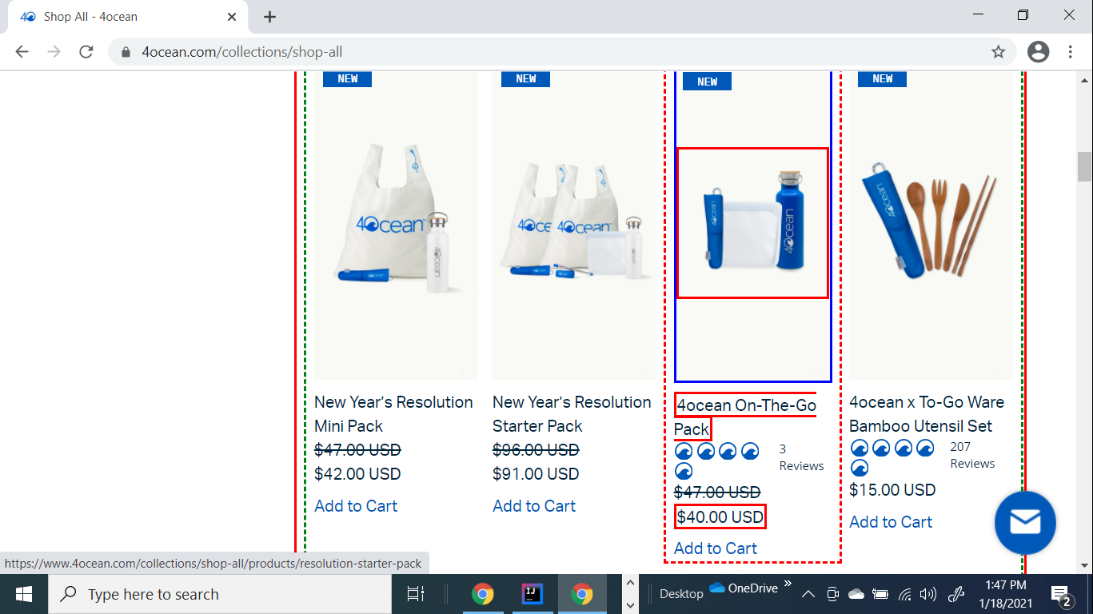 Shop All - 4ocean
4ocean.com/collections/shop-all
NEW
NEW
NEW
NEW
4ocean
4ocean
4ocean
New Year's Resolution
Mini Pack
$47.00 USD
$42.00 USD
Add to Cart
New Year's Resolution
Starter Pack
$96.00 USD
$91.00 USD
Add to Cart
4ocean On-The-Go
Pack
3
Reviews
$47.00 USD
$40.00 USD
Add to Cart
4ocean x To-Go Ware
Bamboo Utensil Set
207
Reviews
$15.00 USD
Add to Cart
https://www.4ocean.com/collections/shop-all/products/resolution-starter-pack
Type here to search
Desktop
OneDrive
1:47 PM
1/18/2021
2